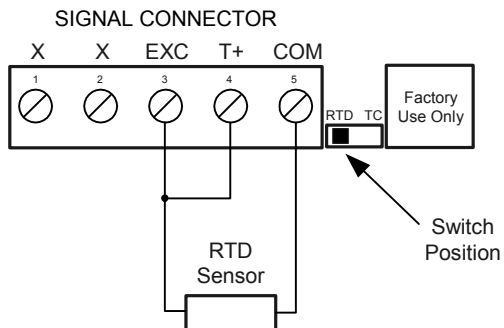 SIGNAL CONNECTOR
X X EXC T+ COM
1 2 3 4 5
Factory
Use Only
RTD TC
Switch
Position
RTD
Sensor